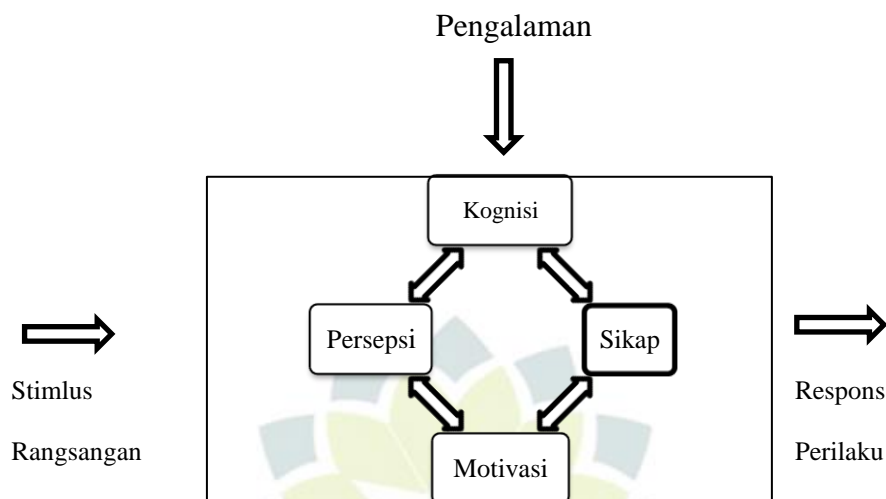 Pengalaman
Kognisi
Persepsi
Sikap
Stimlus
Respons
Rangsangan
Perilaku
Motivasi